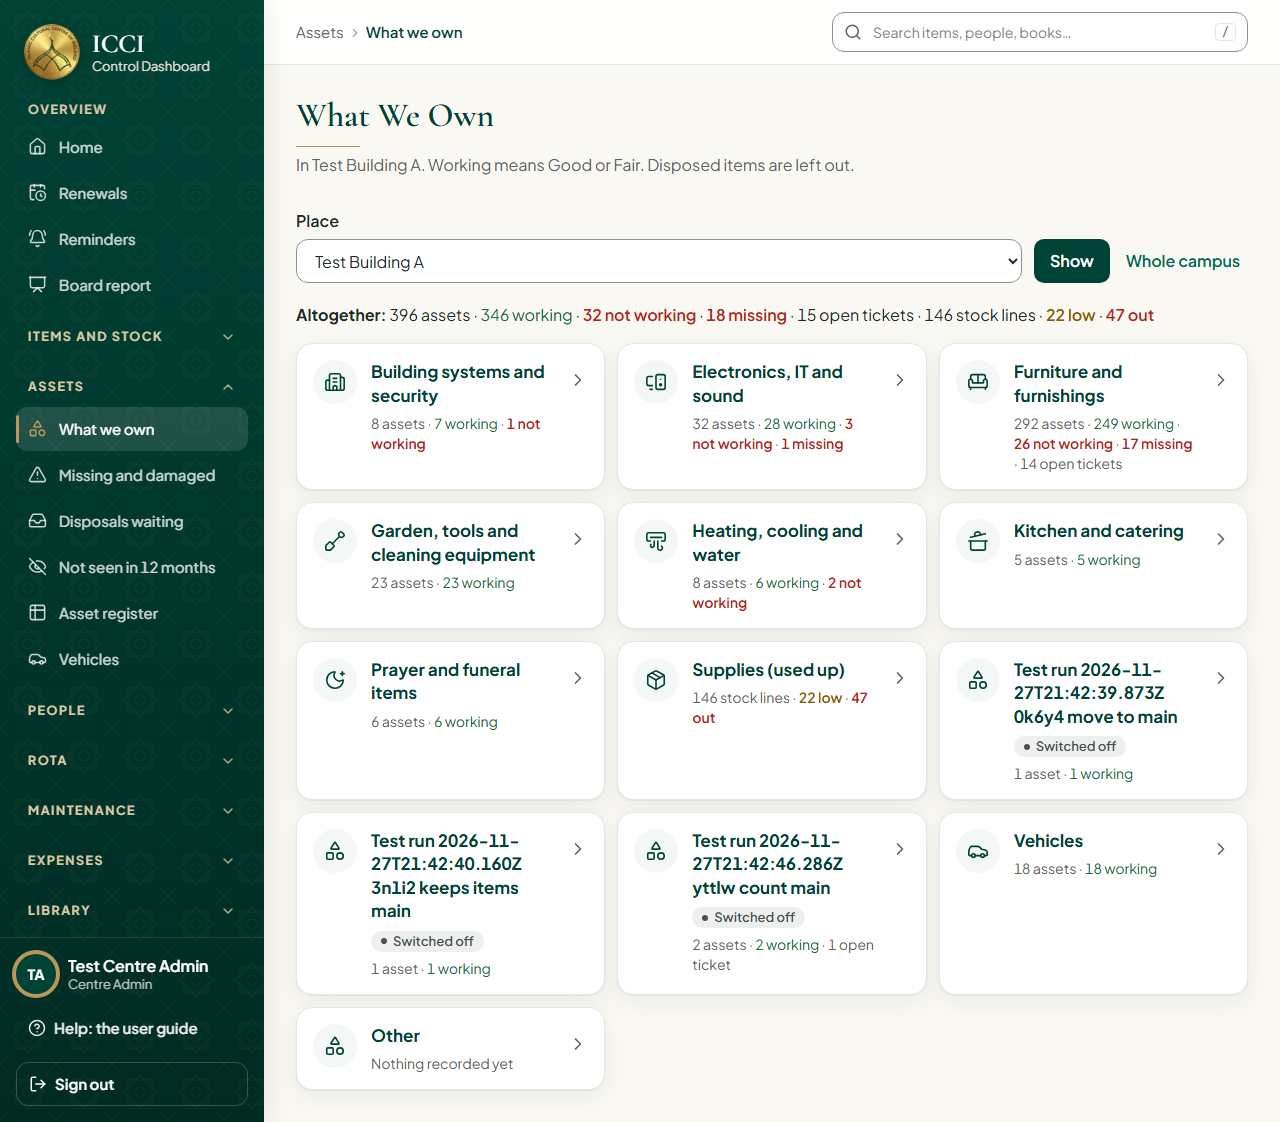 ICCI
Control Dashboard
OVERVIEW
Home
Renewals
Reminders
Board report
ITEMS AND STOCK
ASSETS
What we own
Missing and damaged
Disposals waiting
Not seen in 12 months
Asset register
Vehicles
PEOPLE
ROTA
MAINTENANCE
EXPENSES
LIBRARY
TA
Test Centre Admin
Centre Admin
Help: the user guide
Sign out
Assets › What we own
Search items, people, books… /
What We Own
In Test Building A. Working means Good or Fair. Disposed items are left out.
Place
Test Building A
Show
Whole campus
Altogether: 396 assets · 346 working · 32 not working · 18 missing · 15 open tickets · 146 stock lines · 22 low · 47 out
Building systems and
security
8 assets · 7 working · 1 not
working
Electronics, IT and
sound
32 assets · 28 working · 3
not working · 1 missing
Furniture and
furnishings
292 assets · 249 working ·
26 not working · 17 missing
· 14 open tickets
Garden, tools and
cleaning equipment
23 assets · 23 working
Heating, cooling and
water
8 assets · 6 working · 2 not
working
Kitchen and catering
5 assets · 5 working
Prayer and funeral
items
6 assets · 6 working
Supplies (used up)
146 stock lines · 22 low · 47
out
Test run 2026-11-
27T21:42:39.873Z
0k6y4 move to main
Switched off
1 asset · 1 working
Test run 2026-11-
27T21:42:40.160Z
3n1i2 keeps items
main
Switched off
1 asset · 1 working
Test run 2026-11-
27T21:42:46.286Z
yttlw count main
Switched off
2 assets · 2 working · 1 open
ticket
Vehicles
18 assets · 18 working
Other
Nothing recorded yet